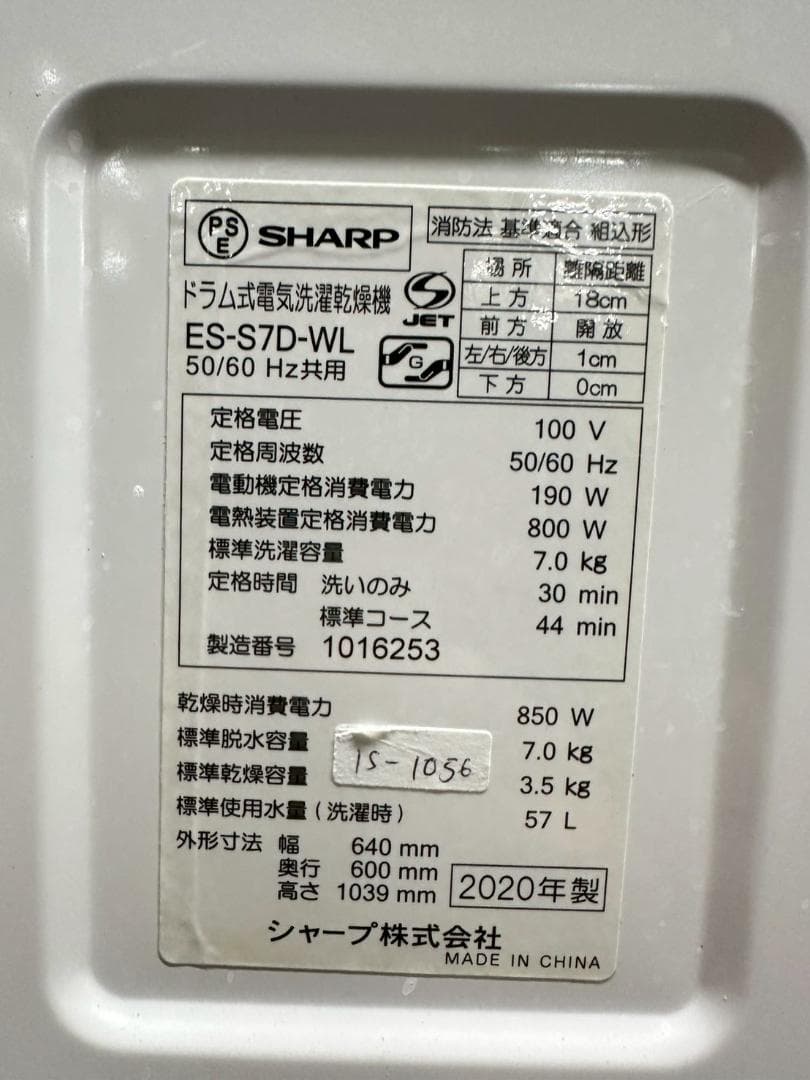 PSE SHARP
消防法 基準適合 組込形
ドラム式電気洗濯乾燥機
JET
ES-S7D-WL
50/60 Hz共用
G
場所 離隔距離
上方 18cm
前方 開放
左/右/後方 1cm
下方 0cm
定格電圧 100 V
定格周波数 50/60 Hz
電動機定格消費電力 190 W
電熱装置定格消費電力 800 W
標準洗濯容量 7.0 kg
定格時間 洗いのみ 30 min
標準コース 44 min
製造番号 1016253
乾燥時消費電力 850 W
標準脱水容量 7.0 kg
1S-1056
標準乾燥容量 3.5 kg
標準使用水量(洗濯時) 57 L
外形寸法 幅 640 mm
奥行 600 mm
高さ 1039 mm
2020年製
シャープ株式会社
MADE IN CHINA